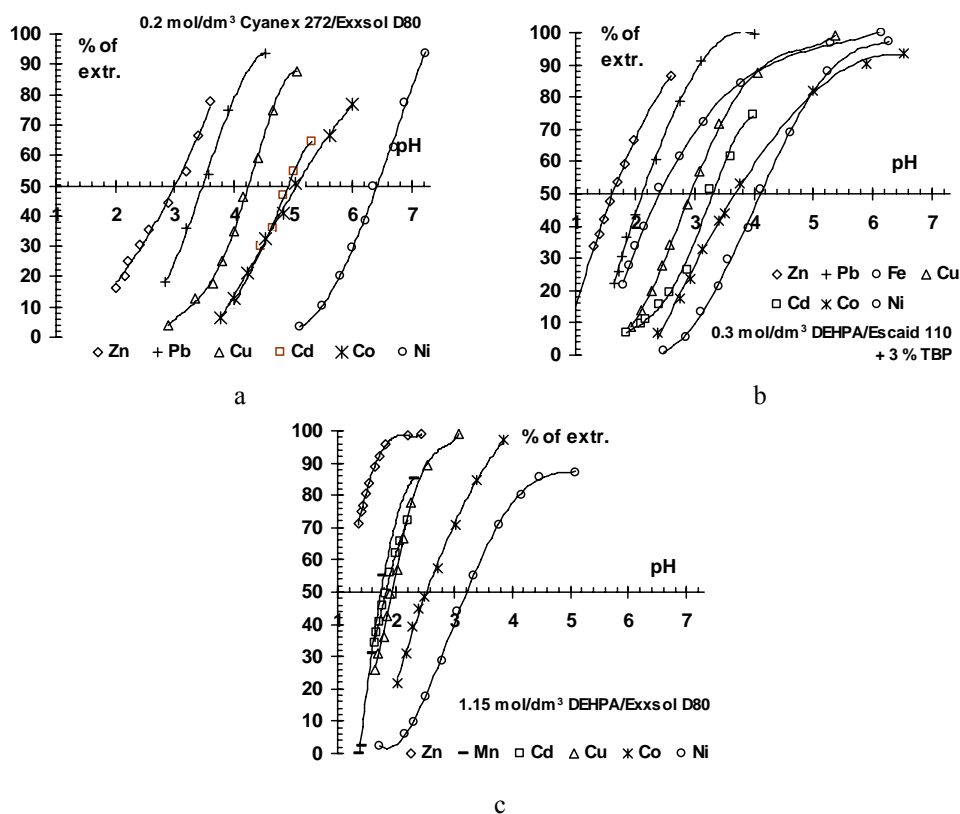 0.2 mol/dm³ Cyanex 272/Exxsol D80
% of
extr.
100
90
80
70
60
50
40
30
20
10
0
pH
1 2 3 4 5 6 7
Zn Pb Cu Cd Co Ni
a
% of
extr.
100
90
80
70
60
50
40
30
20
10
0
pH
1 2 3 4 5 6 7
Zn Pb Fe Cu
Cd Co Ni
0.3 mol/dm³ DEHPA/Escaid 110
+ 3 % TBP
b
% of extr.
100
90
80
70
60
50
40
30
20
10
0
pH
1 2 3 4 5 6 7
1.15 mol/dm³ DEHPA/Exxsol D80
Zn Mn Cd Cu Co Ni
c